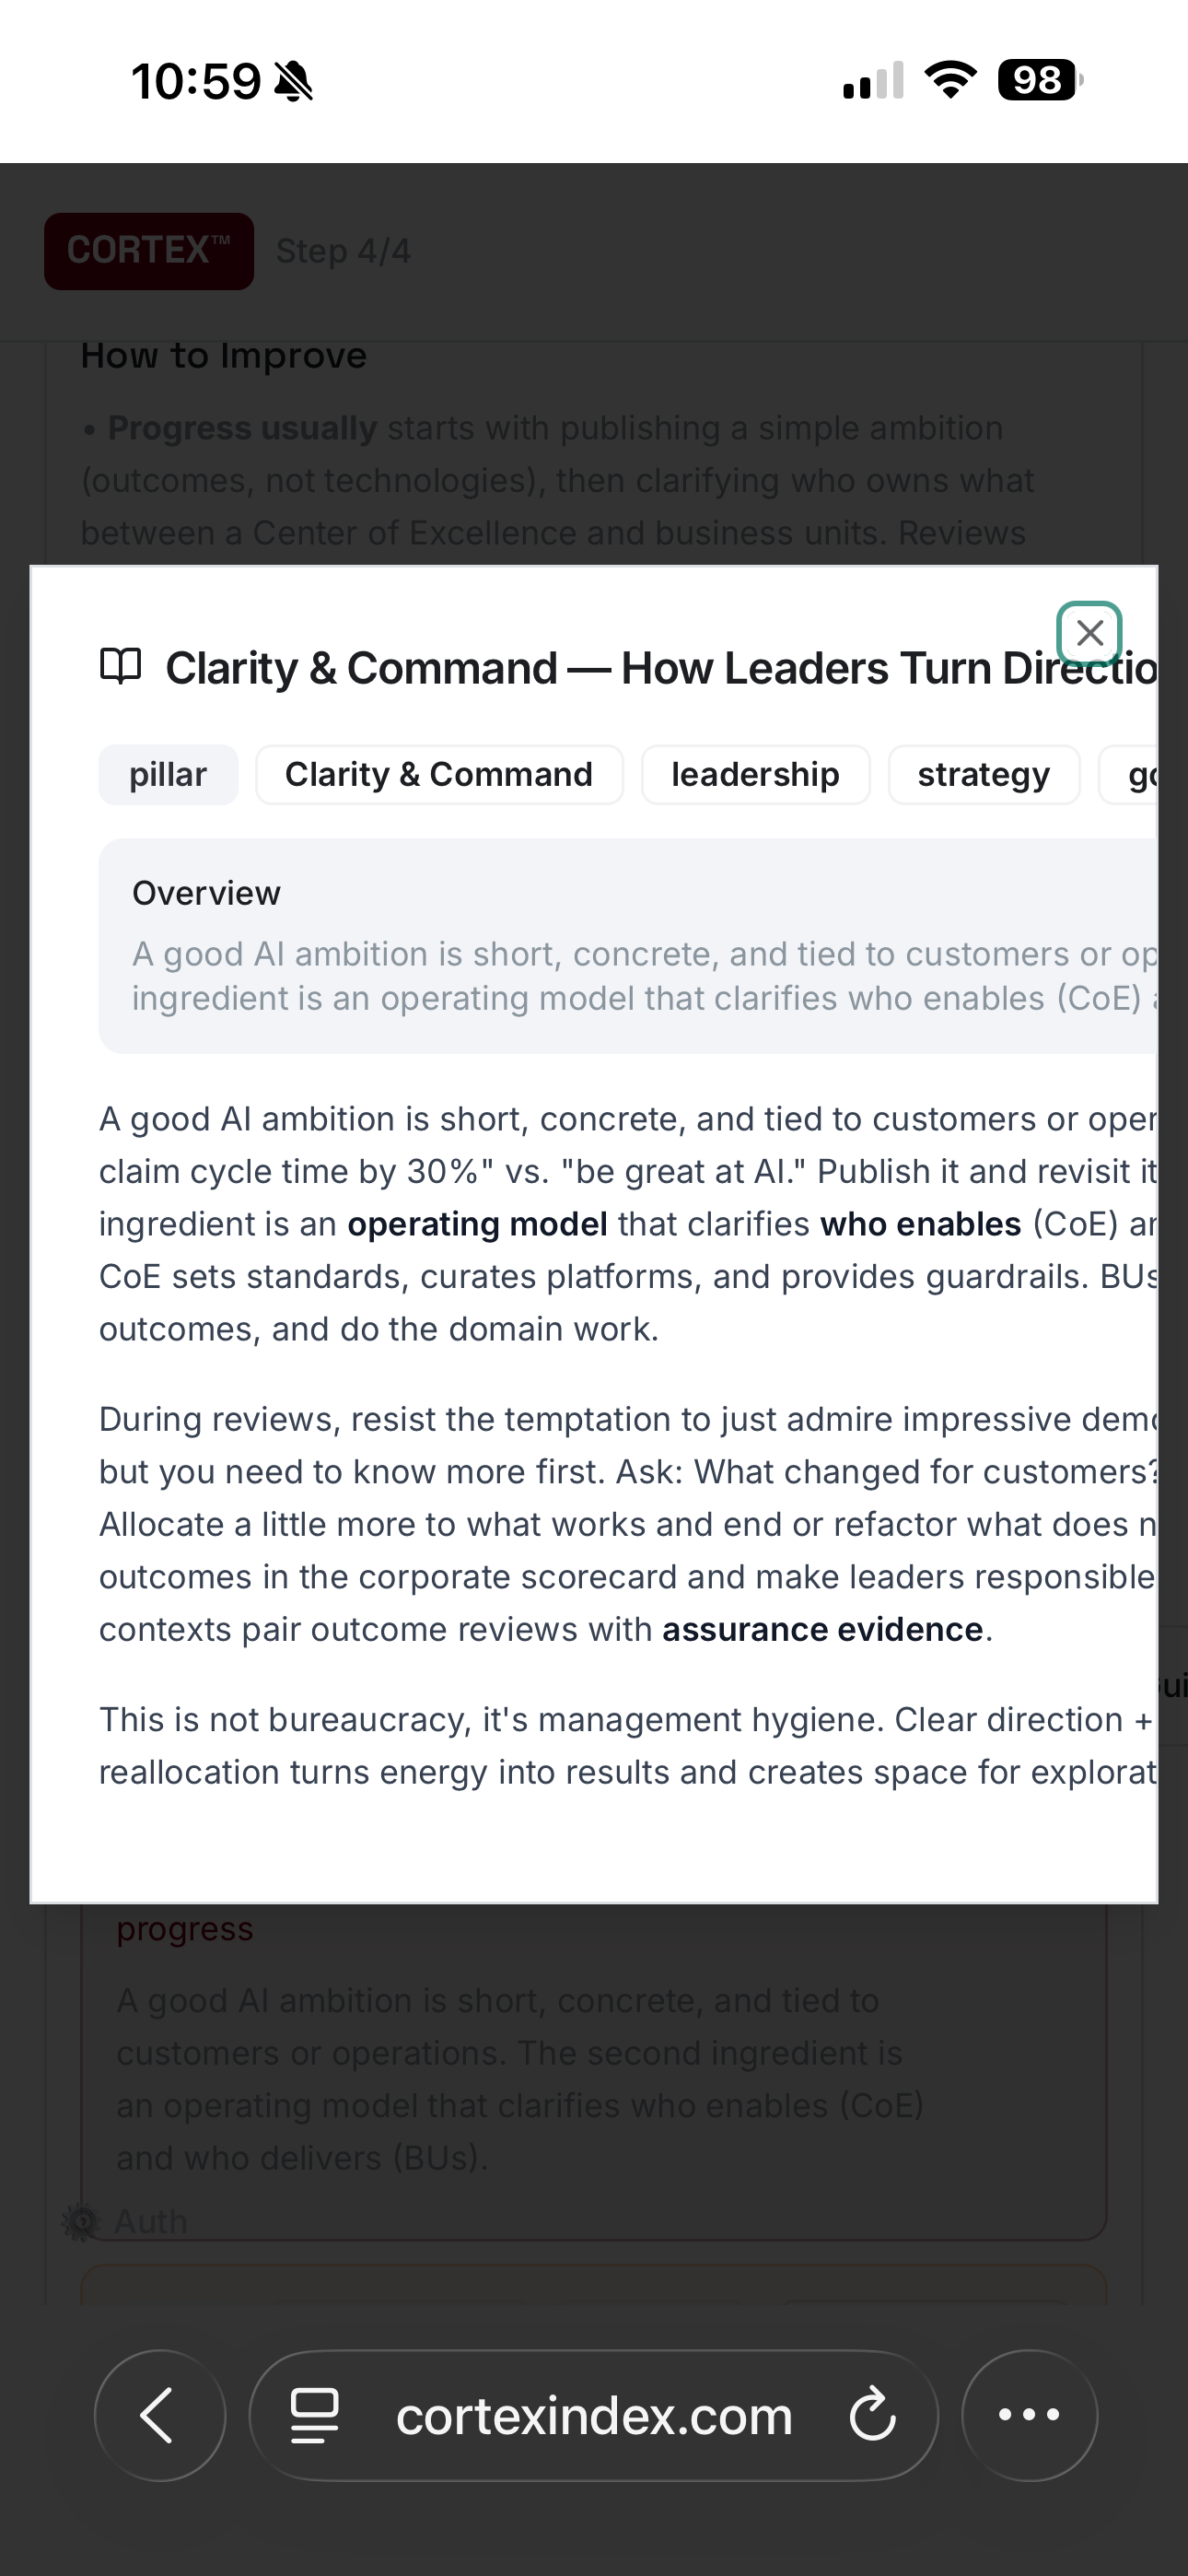 10:59
98
CORTEX™ Step 4/4
How to Improve
• Progress usually starts with publishing a simple ambition
(outcomes, not technologies), then clarifying who owns what
between a Center of Excellence and business units. Reviews
Clarity & Command — How Leaders Turn Directio
pillar Clarity & Command leadership strategy go
Overview
A good AI ambition is short, concrete, and tied to customers or op
ingredient is an operating model that clarifies who enables (CoE)
A good AI ambition is short, concrete, and tied to customers or oper
claim cycle time by 30%" vs. "be great at AI." Publish it and revisit it
ingredient is an operating model that clarifies who enables (CoE) ar
CoE sets standards, curates platforms, and provides guardrails. BUs
outcomes, and do the domain work.
During reviews, resist the temptation to just admire impressive demo
but you need to know more first. Ask: What changed for customers?
Allocate a little more to what works and end or refactor what does n
outcomes in the corporate scorecard and make leaders responsible
contexts pair outcome reviews with assurance evidence.
This is not bureaucracy, it's management hygiene. Clear direction +
reallocation turns energy into results and creates space for explorat
progress
A good AI ambition is short, concrete, and tied to
customers or operations. The second ingredient is
an operating model that clarifies who enables (CoE)
and who delivers (BUs).
Auth
cortexindex.com